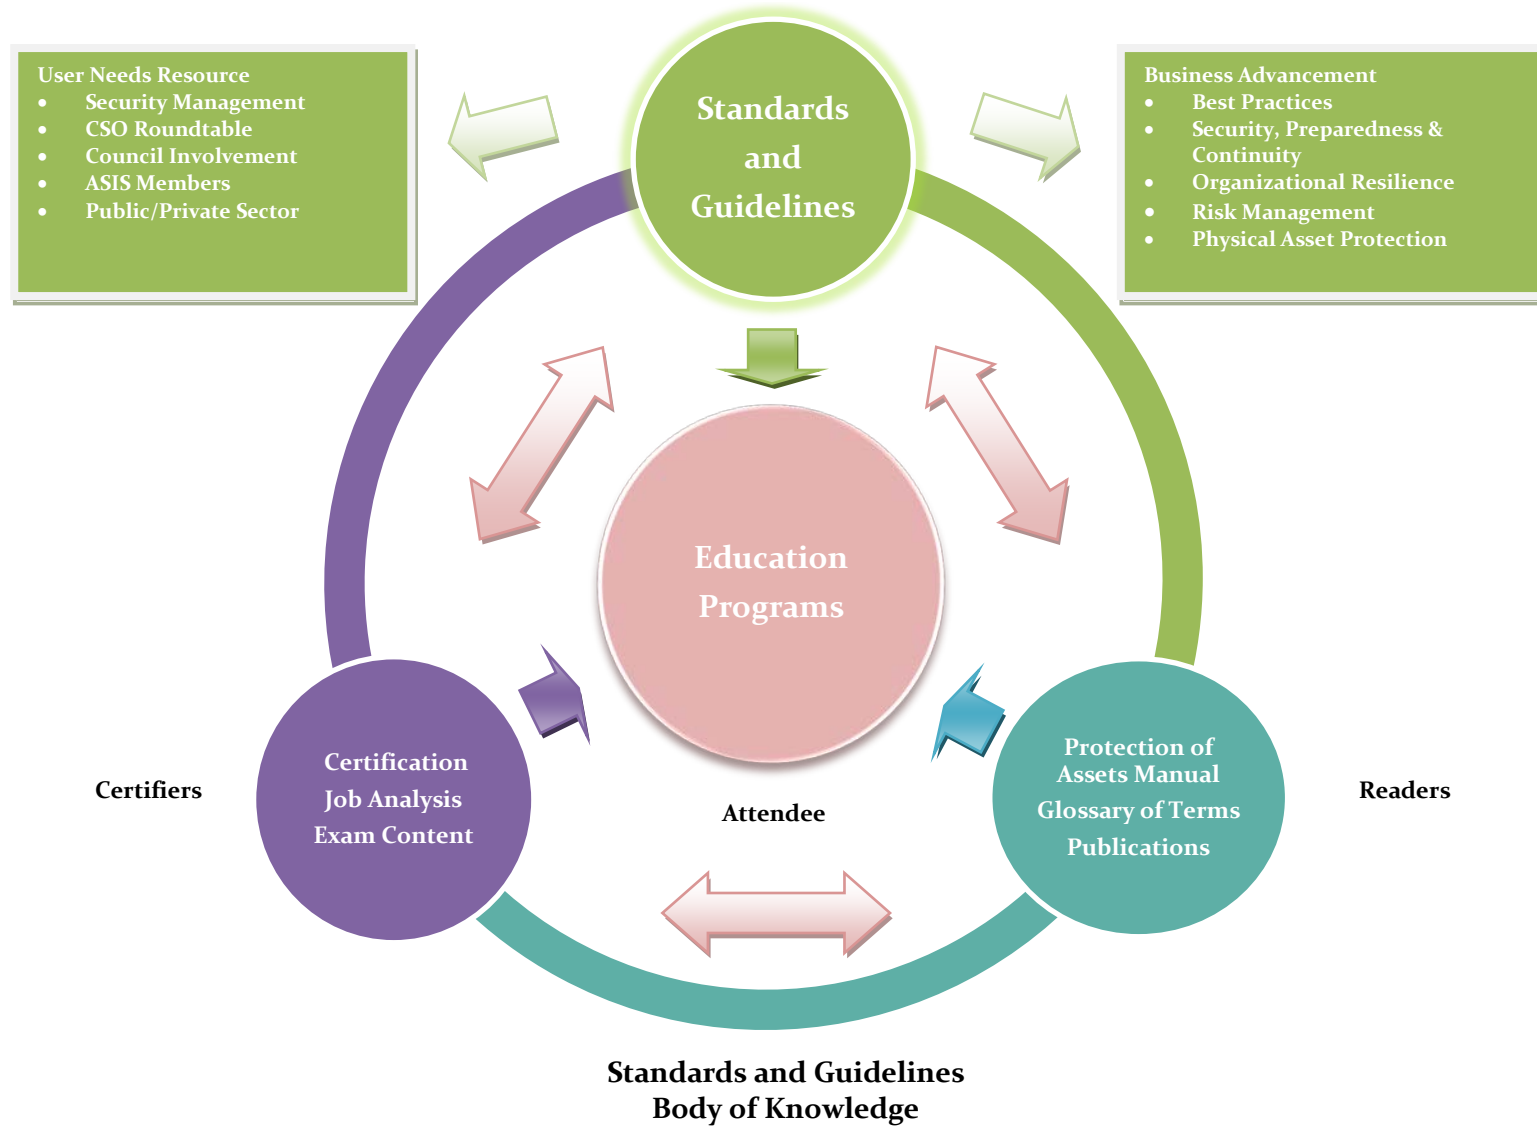 User Needs Resource
• Security Management
• CSO Roundtable
• Council Involvement
• ASIS Members
• Public/Private Sector
Standards
and
Guidelines
Business Advancement
• Best Practices
• Security, Preparedness &
Continuity
• Organizational Resilience
• Risk Management
• Physical Asset Protection
Education
Programs
Certifiers
Certification
Job Analysis
Exam Content
Attendee
Protection of
Assets Manual
Glossary of Terms
Publications
Readers
Standards and Guidelines
Body of Knowledge